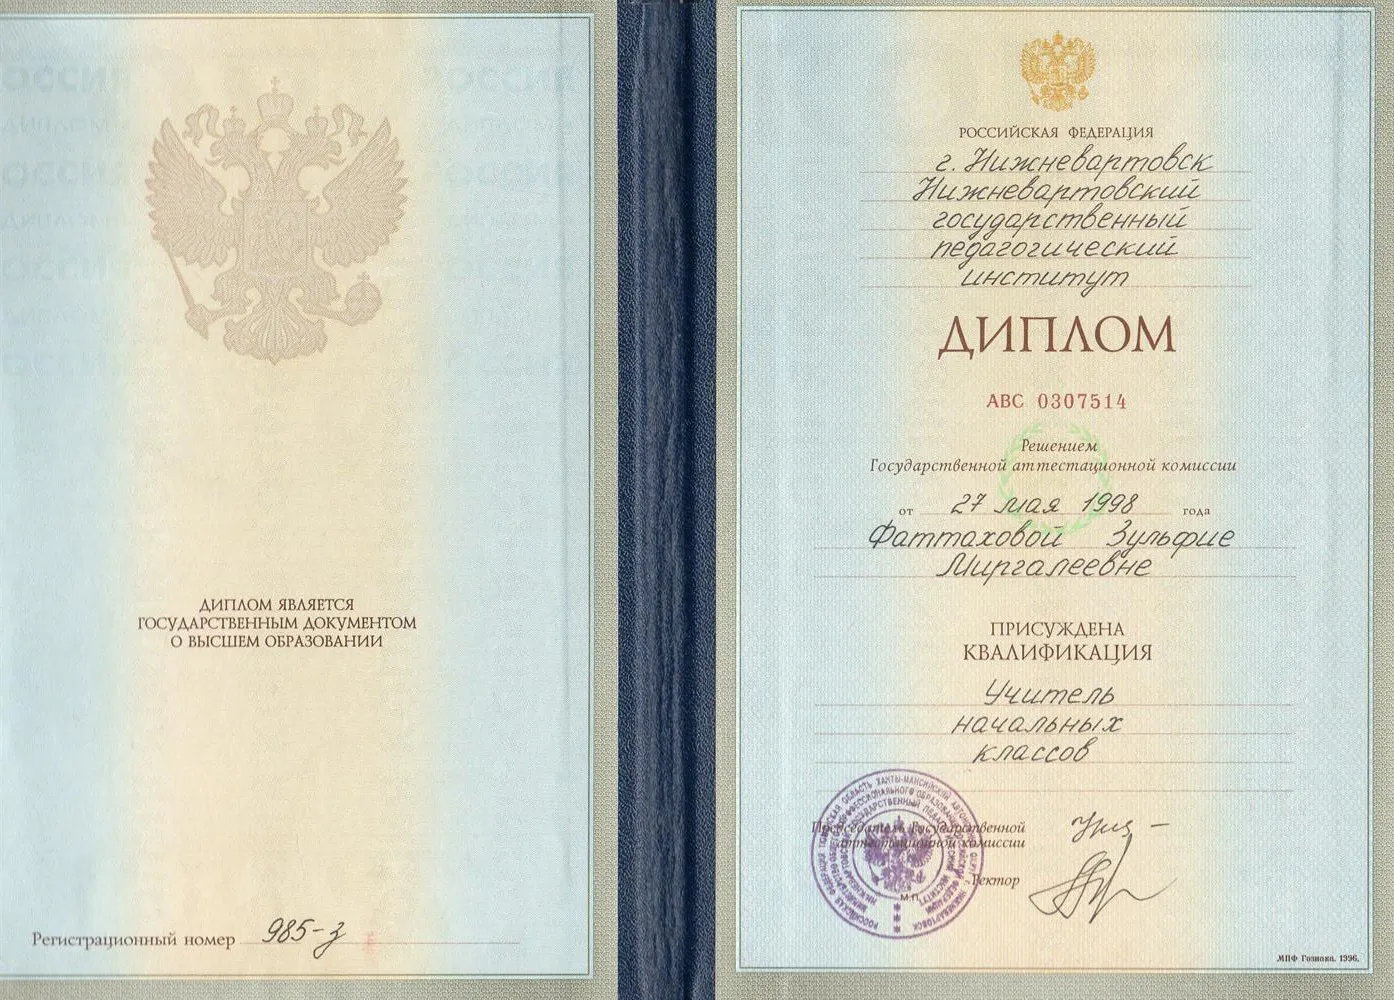 ДИПЛОМ ЯВЛЯЕТСЯ
ГОСУДАРСТВЕННЫМ ДОКУМЕНТОМ
О ВЫСШЕМ ОБРАЗОВАНИИ
Регистрационный номер 985-з
РОССИЙСКАЯ ФЕДЕРАЦИЯ
г. Нижневартовск
Нижневартовский
государственный
педагогический
институт
ДИПЛОМ
АВС 0307514
Решением
Государственной аттестационной комиссии
от 27 мая 1998 года
Фаттаховой Зульфие
Миргалеевне
ПРИСУЖДЕНА
КВАЛИФИКАЦИЯ
Учитель
начальных
классов
Председатель Государственной
аттестационной комиссии
Ректор
М.П.
МПФ Гознака. 1996.